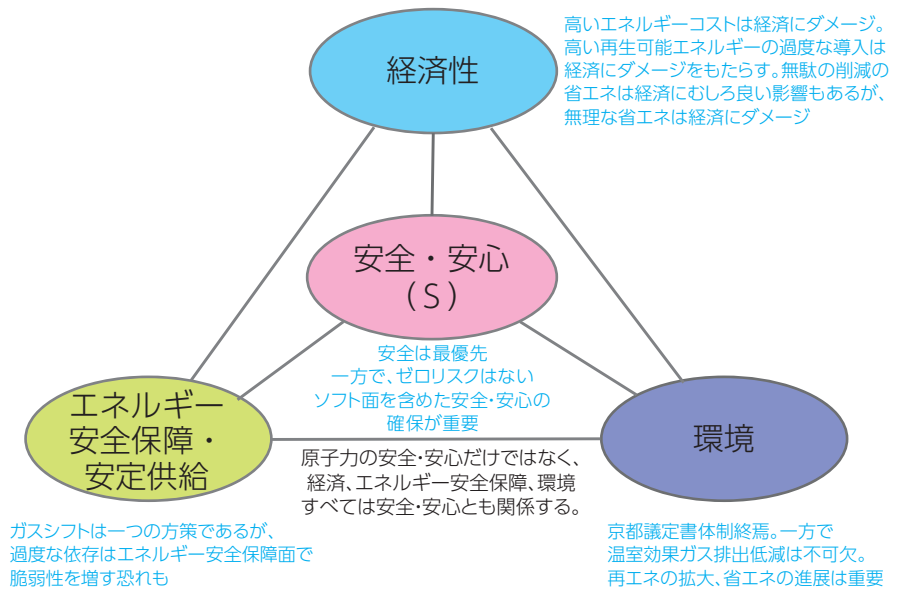 経済性
高いエネルギーコストは経済にダメージ。
高い再生可能エネルギーの過度な導入は
経済にダメージをもたらす。無駄の削減の
省エネは経済にむしろ良い影響もあるが、
無理な省エネは経済にダメージ
安全・安心
(S)
安全は最優先
一方で、ゼロリスクはない
ソフト面を含めた安全・安心の
確保が重要
エネルギー
安全保障・
安定供給
環境
原子力の安全・安心だけではなく、
経済、エネルギー安全保障、環境
すべては安全・安心とも関係する。
ガスシフトは一つの方策であるが、
過度な依存はエネルギー安全保障面で
脆弱性を増す恐れも
京都議定書体制終焉。一方で
温室効果ガス排出低減は不可欠。
再エネの拡大、省エネの進展は重要